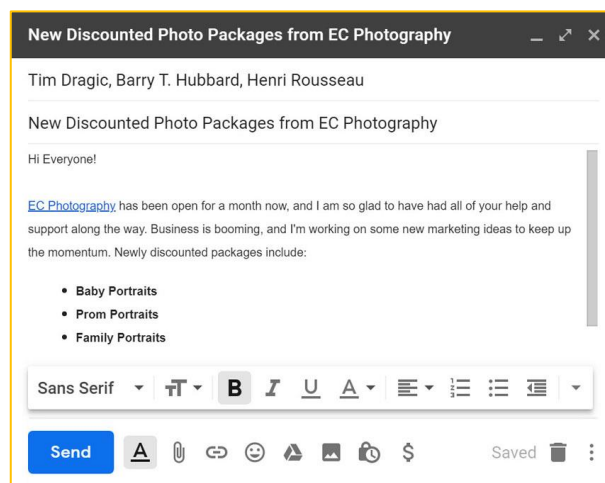 New Discounted Photo Packages from EC Photography
Tim Dragic, Barry T. Hubbard, Henri Rousseau
New Discounted Photo Packages from EC Photography
Hi Everyone!
EC Photography has been open for a month now, and I am so glad to have had all of your help and
support along the way. Business is booming, and I'm working on some new marketing ideas to keep up
the momentum. Newly discounted packages include:
• Baby Portraits
• Prom Portraits
• Family Portraits
Sans Serif
Send
Saved